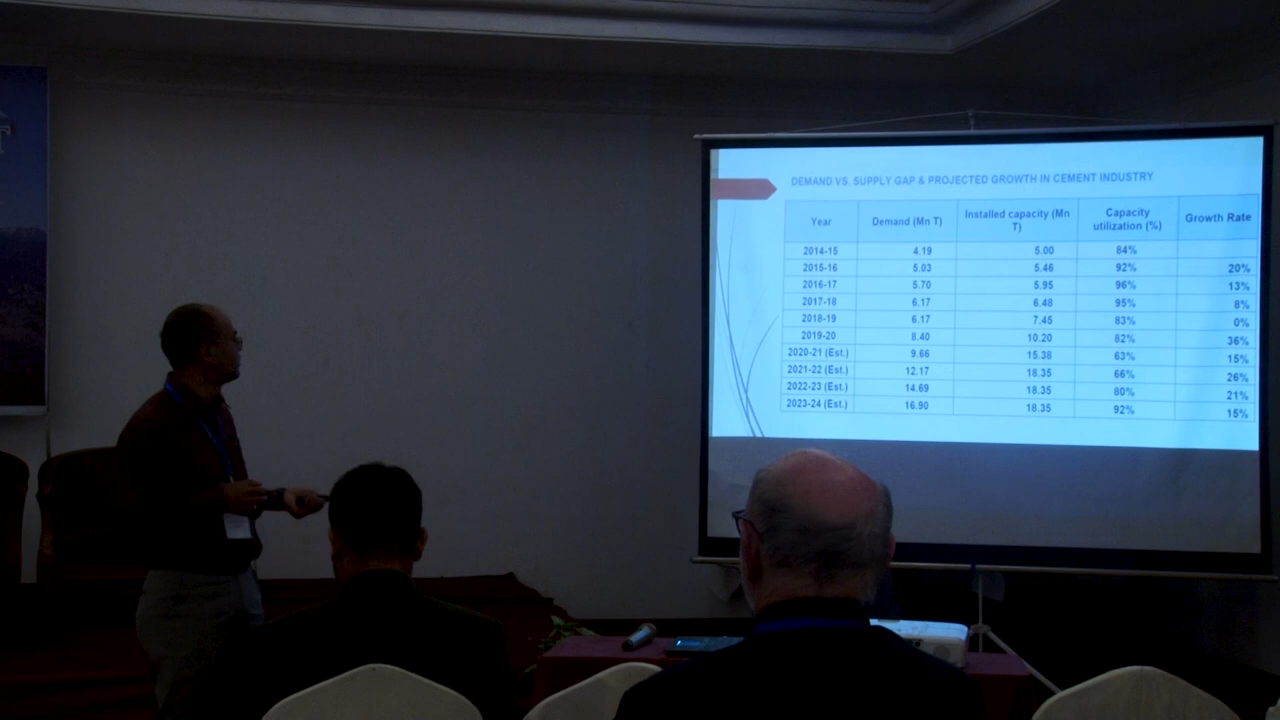 DEMAND VS. SUPPLY GAP & PROJECTED GROWTH IN CEMENT INDUSTRY
Year Demand (Mn T) Installed capacity (Mn T) Capacity utilization (%) Growth Rate
2014-15 4.19 5.00 84%
2015-16 5.03 5.46 92% 20%
2016-17 5.70 5.95 96% 13%
2017-18 6.17 6.48 95% 8%
2018-19 6.17 7.45 83% 0%
2019-20 8.40 10.20 82% 36%
2020-21 (Est.) 9.66 15.38 63% 15%
2021-22 (Est.) 12.17 18.35 66% 26%
2022-23 (Est.) 14.69 18.35 80% 21%
2023-24 (Est.) 16.90 18.35 92% 15%